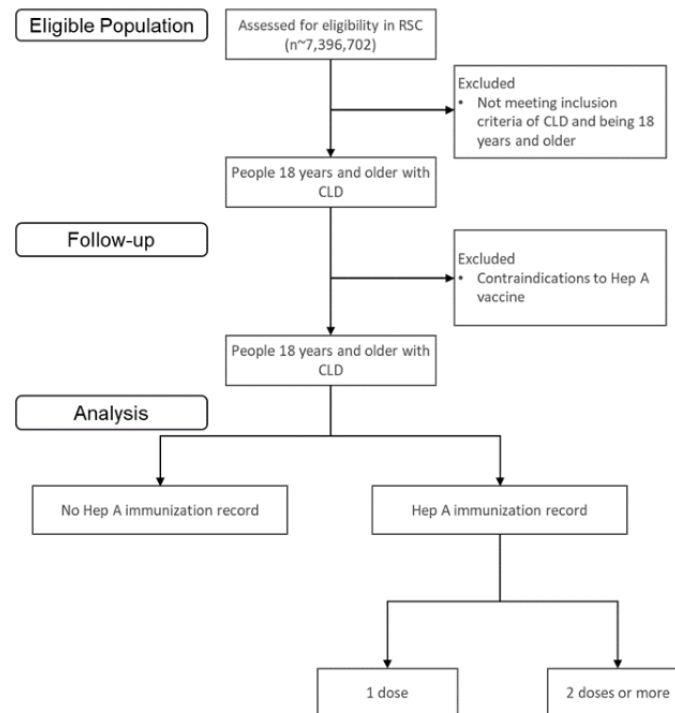 Eligible Population
Assessed for eligibility in RSC
(n~7,396,702)
Excluded
• Not meeting inclusion
criteria of CLD and being 18
years and older
People 18 years and older with
CLD
Follow-up
Excluded
• Contraindications to Hep A
vaccine
People 18 years and older with
CLD
Analysis
No Hep A immunization record
Hep A immunization record
1 dose
2 doses or more